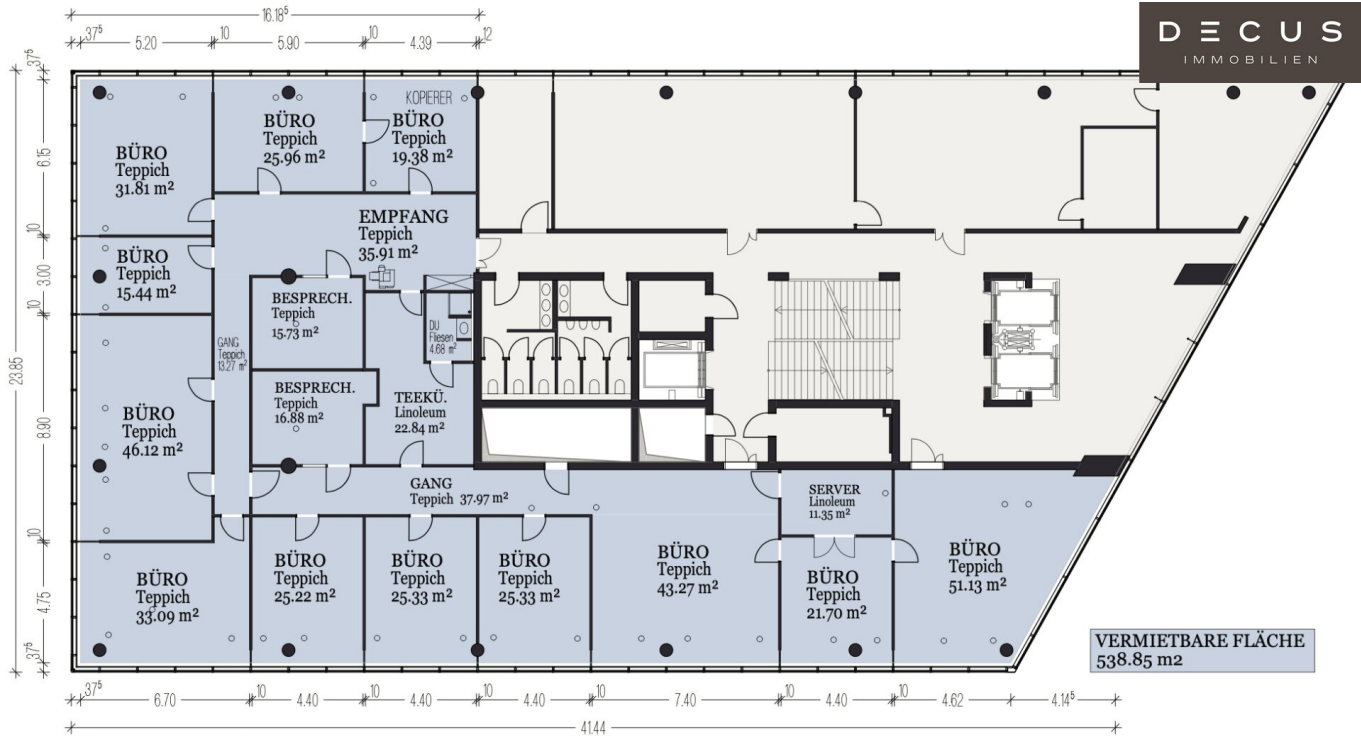 DECUS
IMMOBILIEN
16.18⁵
37⁵
5.20
10
5.90
10
4.39
12
37⁵
6.15
10
3.00
10
8.90
10
4.75
37⁵
23.85
BÜRO
Teppich
31.81 m²
BÜRO
Teppich
25.96 m²
KOPIERER
BÜRO
Teppich
19.38 m²
EMPFANG
Teppich
35.91 m²
BÜRO
Teppich
15.44 m²
BESPRECH.
Teppich
15.73 m²
DU
Fliesen
4.68 m²
GANG
Teppich
13.27 m²
BESPRECH.
Teppich
16.88 m²
TEEKÜ.
Linoleum
22.84 m²
BÜRO
Teppich
46.12 m²
GANG
Teppich 37.97 m²
SERVER
Linoleum
11.35 m²
BÜRO
Teppich
33.09 m²
BÜRO
Teppich
25.22 m²
BÜRO
Teppich
25.33 m²
BÜRO
Teppich
25.33 m²
BÜRO
Teppich
43.27 m²
BÜRO
Teppich
21.70 m²
BÜRO
Teppich
51.13 m²
VERMIETBARE FLÄCHE
538.85 m2
37⁵
6.70
10
4.40
10
4.40
10
4.40
10
7.40
10
4.40
10
4.62
4.14⁵
41.44